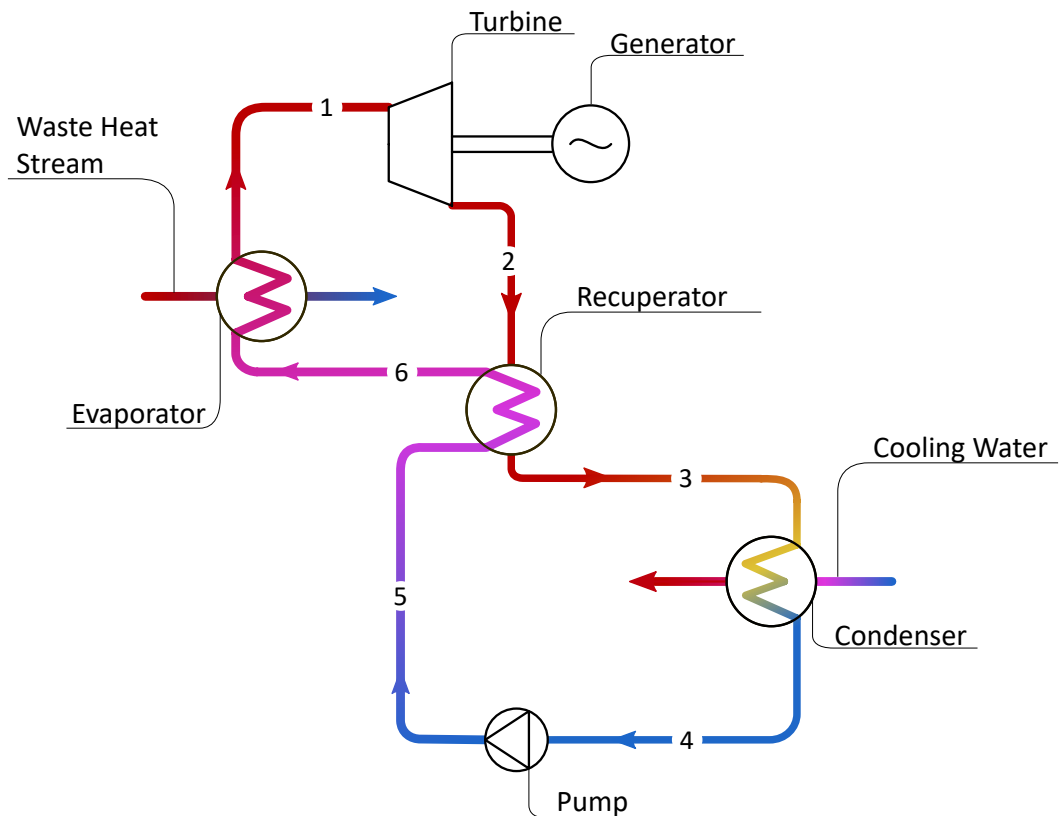 Turbine
Generator
1
Waste Heat
Stream
2
Recuperator
6
Evaporator
Cooling Water
3
5
Condenser
4
Pump